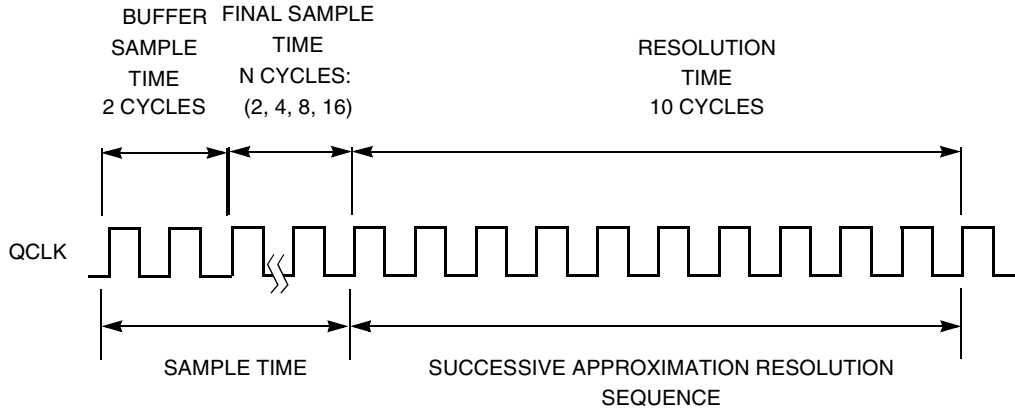 BUFFER
SAMPLE
TIME
2 CYCLES
FINAL SAMPLE
TIME
N CYCLES:
(2, 4, 8, 16)
RESOLUTION
TIME
10 CYCLES
QCLK
SAMPLE TIME
SUCCESSIVE APPROXIMATION RESOLUTION
SEQUENCE